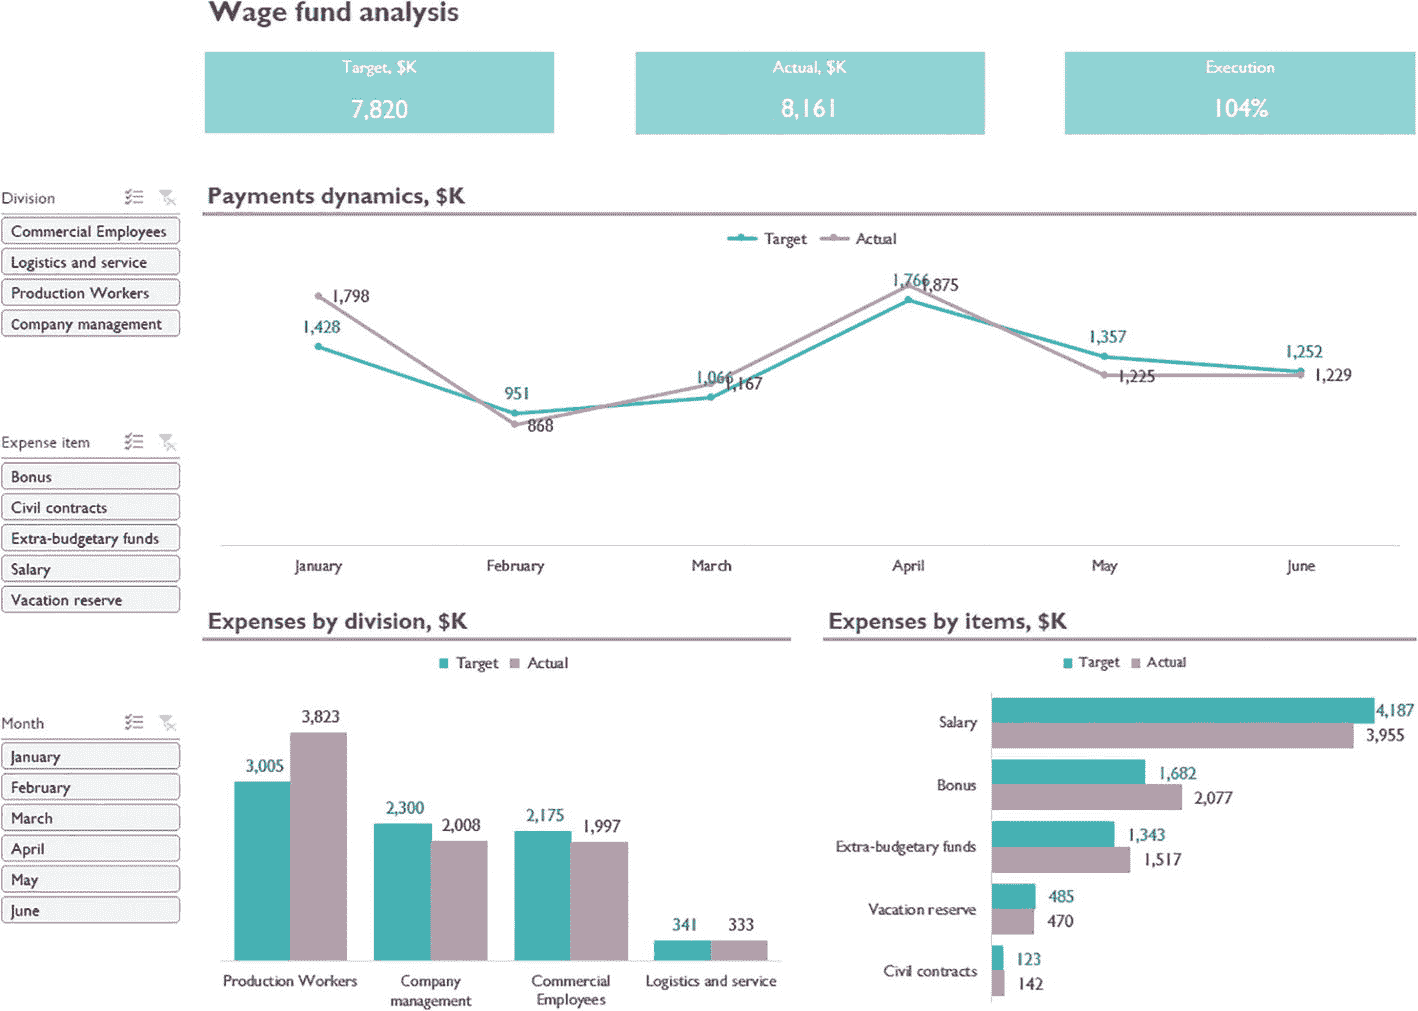 Wage fund analysis
Target, $K
7,820
Actual, $K
8,161
Execution
104%
Division
Commercial Employees
Logistics and service
Production Workers
Company management
Expense item
Bonus
Civil contracts
Extra-budgetary funds
Salary
Vacation reserve
Month
January
February
March
April
May
June
Payments dynamics, $K
Target Actual
1,798
1,428
951
868
1,066
1,167
1,766
1,875
1,357
1,225
1,252
1,229
January February March April May June
Expenses by division, $K
Target Actual
3,005
3,823
2,300
2,008
2,175
1,997
341
333
Production Workers
Company
management
Commercial
Employees
Logistics and service
Expenses by items, $K
Target Actual
Salary
4,187
3,955
Bonus
1,682
2,077
Extra-budgetary funds
1,343
1,517
Vacation reserve
485
470
Civil contracts
123
142